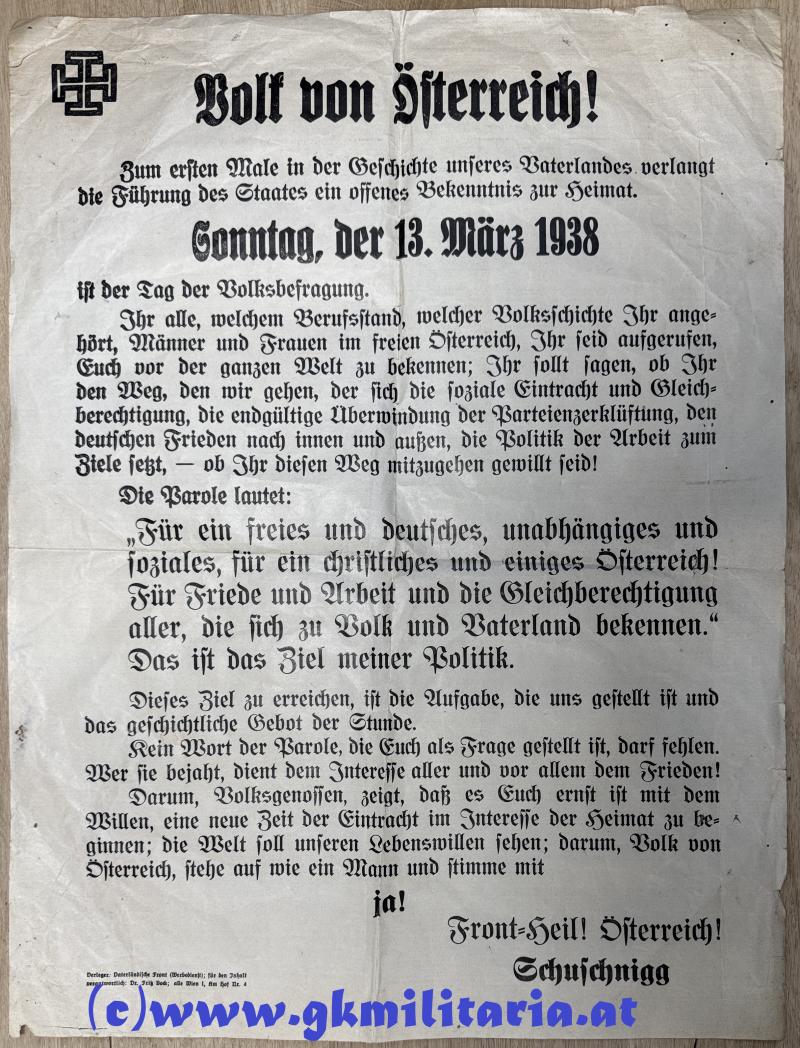 Volk von Österreich!
Zum ersten Male in der Geschichte unseres Vaterlandes verlangt
die Führung des Staates ein offenes Bekenntnis zur Heimat.
Sonntag, der 13. März 1938
ist der Tag der Volksbefragung.
Ihr alle, welchem Berufsstand, welcher Volksschichte Ihr ange-
hört, Männer und Frauen im freien Österreich, Ihr seid aufgerufen,
Euch vor der ganzen Welt zu bekennen; Ihr sollt sagen, ob Ihr
den Weg, den wir gehen, der sich die soziale Eintracht und Gleich-
berechtigung, die endgültige Überwindung der Parteienzerklüftung, den
deutschen Frieden nach innen und außen, die Politik der Arbeit zum
Ziele setzt, — ob Ihr diesen Weg mitzugehen gewillt seid!
Die Parole lautet:
„Für ein freies und deutsches, unabhängiges und
soziales, für ein christliches und einiges Österreich!
Für Friede und Arbeit und die Gleichberechtigung
aller, die sich zu Volk und Vaterland bekennen.“
Das ist das Ziel meiner Politik.
Dieses Ziel zu erreichen, ist die Aufgabe, die uns gestellt ist und
das geschichtliche Gebot der Stunde.
Kein Wort der Parole, die Euch als Frage gestellt ist, darf fehlen.
Wer sie bejaht, dient dem Interesse aller und vor allem dem Frieden!
Darum, Volksgenossen, zeigt, daß es Euch ernst ist mit dem
Willen, eine neue Zeit der Eintracht im Interesse der Heimat zu be-
ginnen; die Welt soll unseren Lebenswillen sehen; darum, Volk von
Österreich, stehe auf wie ein Mann und stimme mit
ja!
Front-Heil! Österreich!
Schuschnigg
Verleger: Vaterländische Front (Werbedienst); für den Inhalt
verantwortlich: Dr. Fritz Bock; alle Wien I, Am Hof Nr. 4
(c)www.gkmilitaria.at